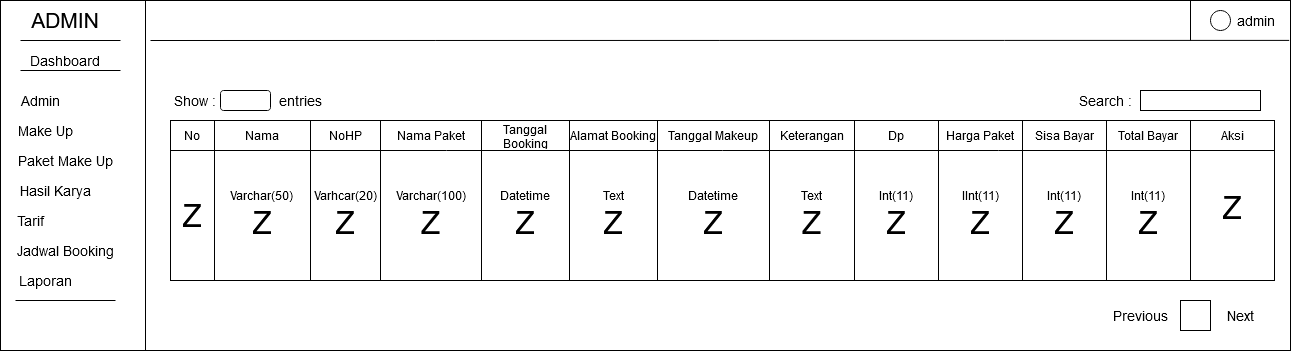 ADMIN
admin
Dashboard
Admin
Make Up
Paket Make Up
Hasil Karya
Tarif
Jadwal Booking
Laporan
Show : entries
Search :
No Nama NoHP Nama Paket Tanggal Booking Alamat Booking Tanggal Makeup Keterangan Dp Harga Paket Sisa Bayar Total Bayar Aksi
Varchar(50) Varhcar(20) Varchar(100) Datetime Text Datetime Text Int(11) IInt(11) Int(11) Int(11)
Z Z Z Z Z Z Z Z Z Z Z Z Z
Previous Next